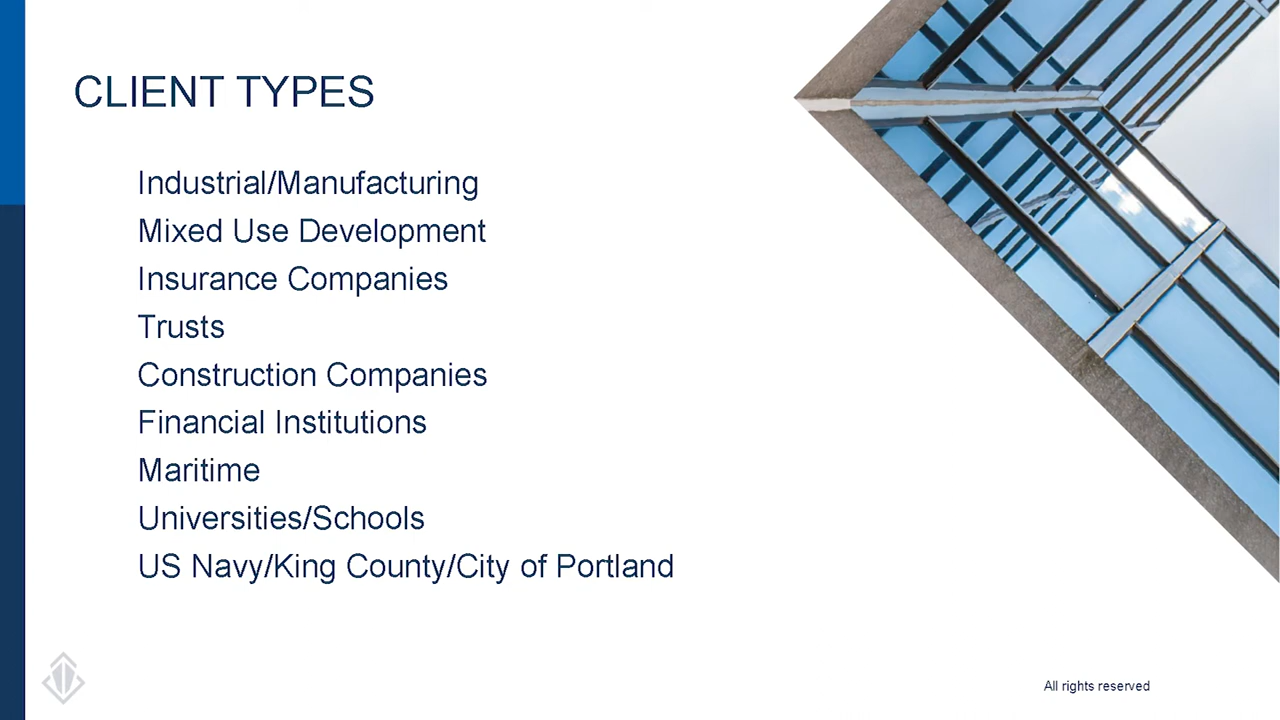 CLIENT TYPES
Industrial/Manufacturing
Mixed Use Development
Insurance Companies
Trusts
Construction Companies
Financial Institutions
Maritime
Universities/Schools
US Navy/King County/City of Portland
All rights reserved